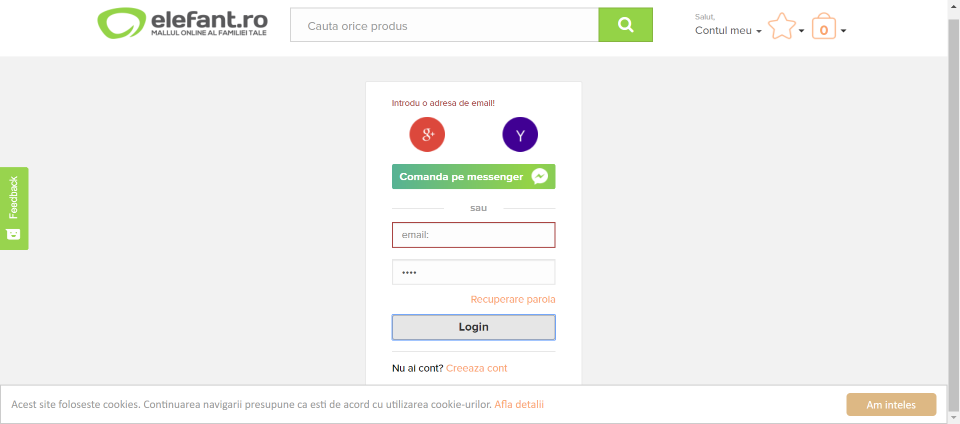 elefant.ro
MALLUL ONLINE AL FAMILIEI TALE
Cauta orice produs
Salut,
Contul meu
0
Introdu o adresa de email!
g+
Y
Comanda pe messenger
sau
email:
••••
Recuperare parola
Login
Nu ai cont? Creeaza cont
Feedback
Acest site foloseste cookies. Continuarea navigarii presupune ca esti de acord cu utilizarea cookie-urilor. Afla detalii
Am inteles